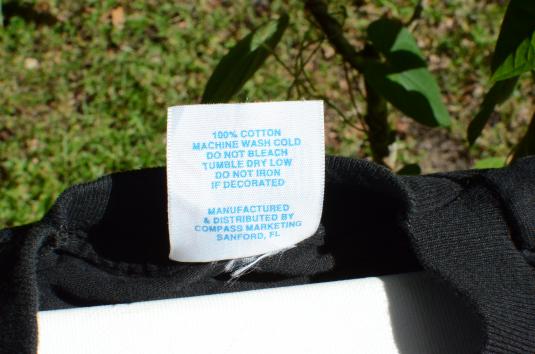 100% COTTON
MACHINE WASH COLD
DO NOT BLEACH
TUMBLE DRY LOW
DO NOT IRON
IF DECORATED
MANUFACTURED
& DISTRIBUTED BY
COMPASS MARKETING
SANFORD, FL